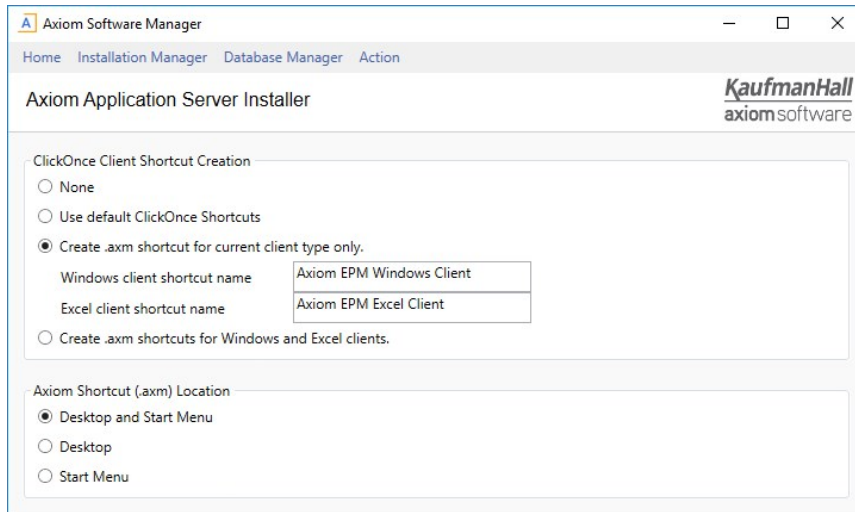 A Axiom Software Manager
Home Installation Manager Database Manager Action
Axiom Application Server Installer
KaufmanHall
axiom software
ClickOnce Client Shortcut Creation
None
Use default ClickOnce Shortcuts
Create .axm shortcut for current client type only.
Windows client shortcut name Axiom EPM Windows Client
Excel client shortcut name Axiom EPM Excel Client
Create .axm shortcuts for Windows and Excel clients.
Axiom Shortcut (.axm) Location
Desktop and Start Menu
Desktop
Start Menu